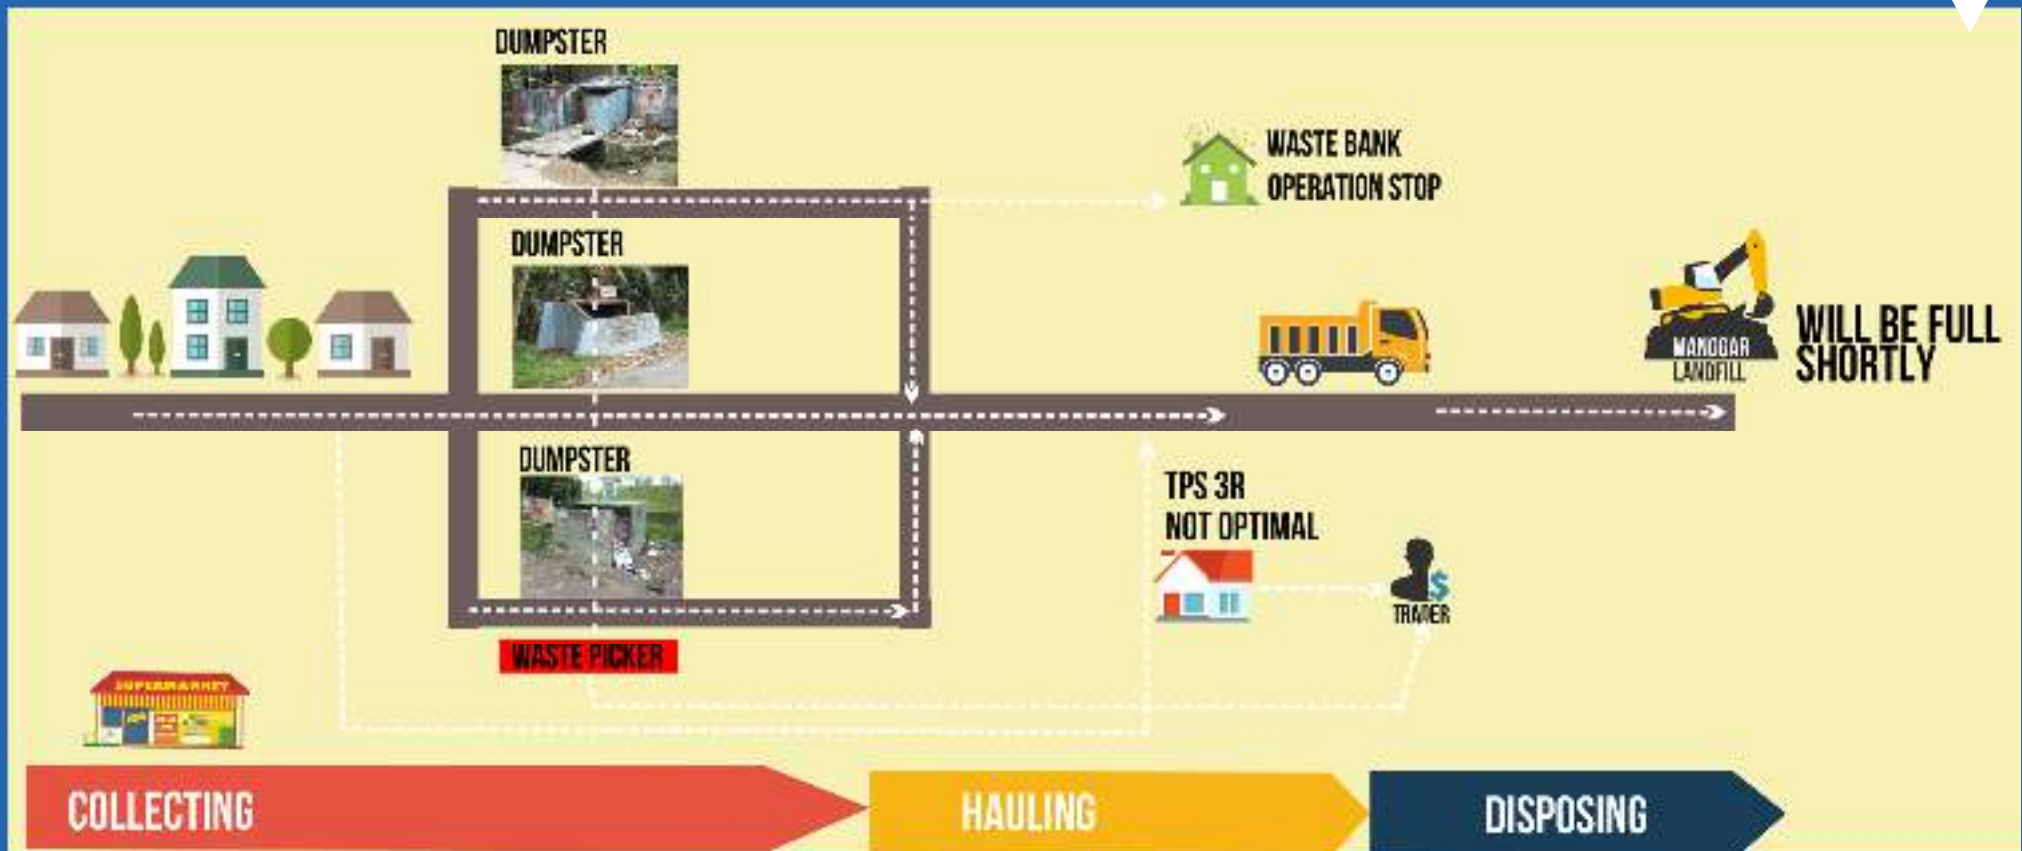 DUMPSTER
WASTE BANK
OPERATION STOP
DUMPSTER
MANGGAR
LANDFILL
WILL BE FULL
SHORTLY
DUMPSTER
TPS 3R
NOT OPTIMAL
TRADER
WASTE PICKER
SUPERMARKET
COLLECTING
HAULING
DISPOSING